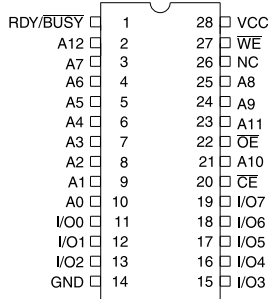 RDY/BUSY 1 28 VCC
A12 2 27 WE
A7 3 26 NC
A6 4 25 A8
A5 5 24 A9
A4 6 23 A11
A3 7 22 OE
A2 8 21 A10
A1 9 20 CE
A0 10 19 I/O7
I/O0 11 18 I/O6
I/O1 12 17 I/O5
I/O2 13 16 I/O4
GND 14 15 I/O3